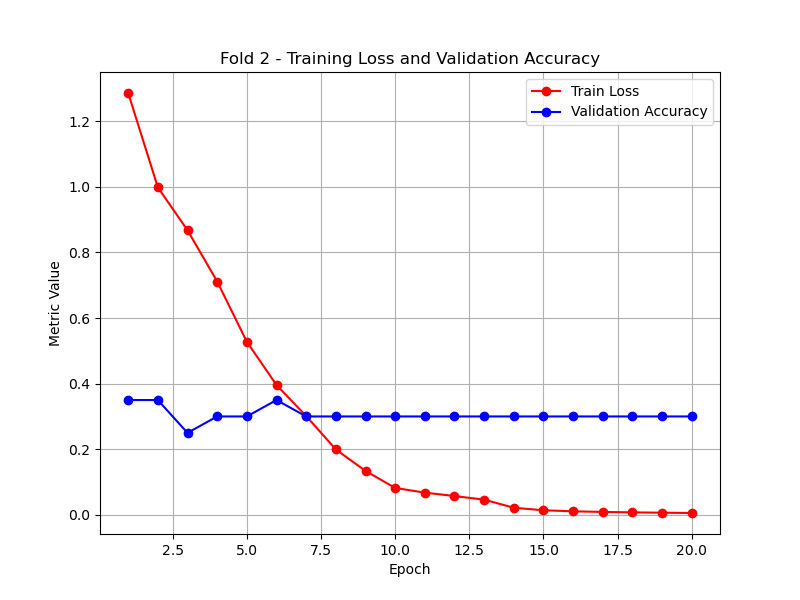 Fold 2 - Training Loss and Validation Accuracy
Train Loss
Validation Accuracy
1.2
1.0
0.8
0.6
0.4
0.2
0.0
Metric Value
2.5 5.0 7.5 10.0 12.5 15.0 17.5 20.0
Epoch